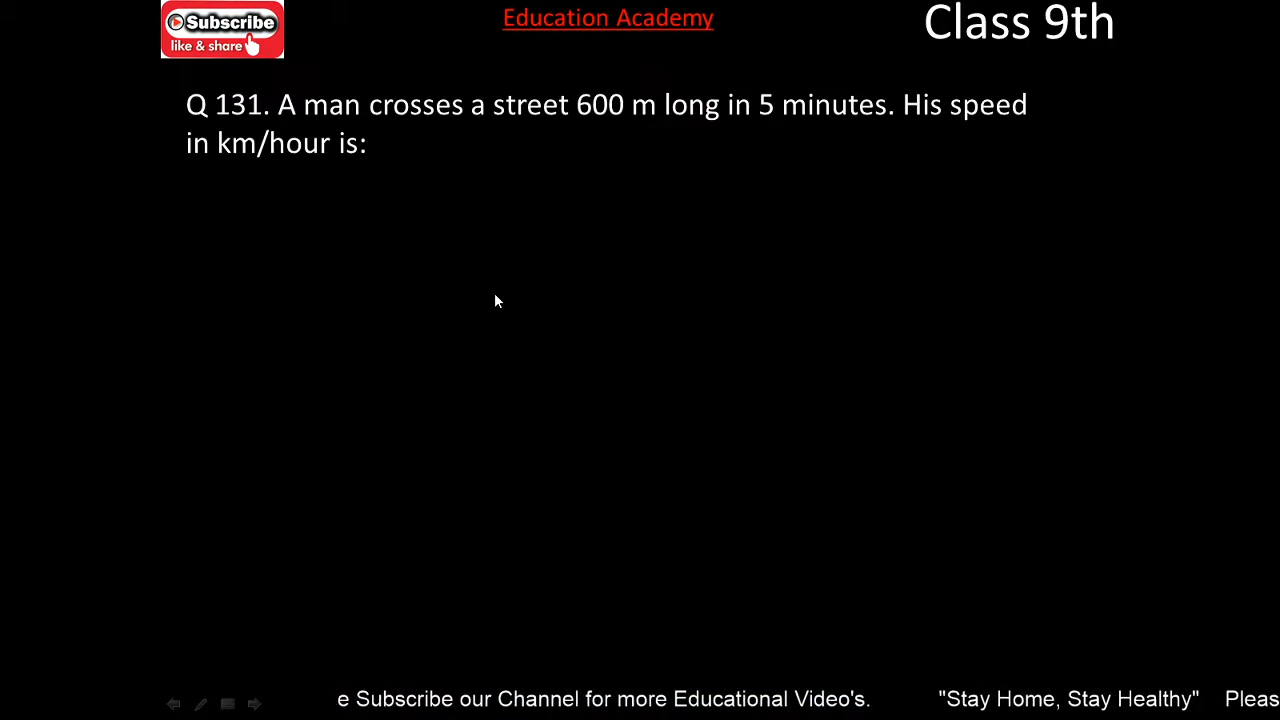 Subscribe
like & share
Education Academy
Class 9th
Q 131. A man crosses a street 600 m long in 5 minutes. His speed
in km/hour is:
e Subscribe our Channel for more Educational Video's. "Stay Home, Stay Healthy" Pleas